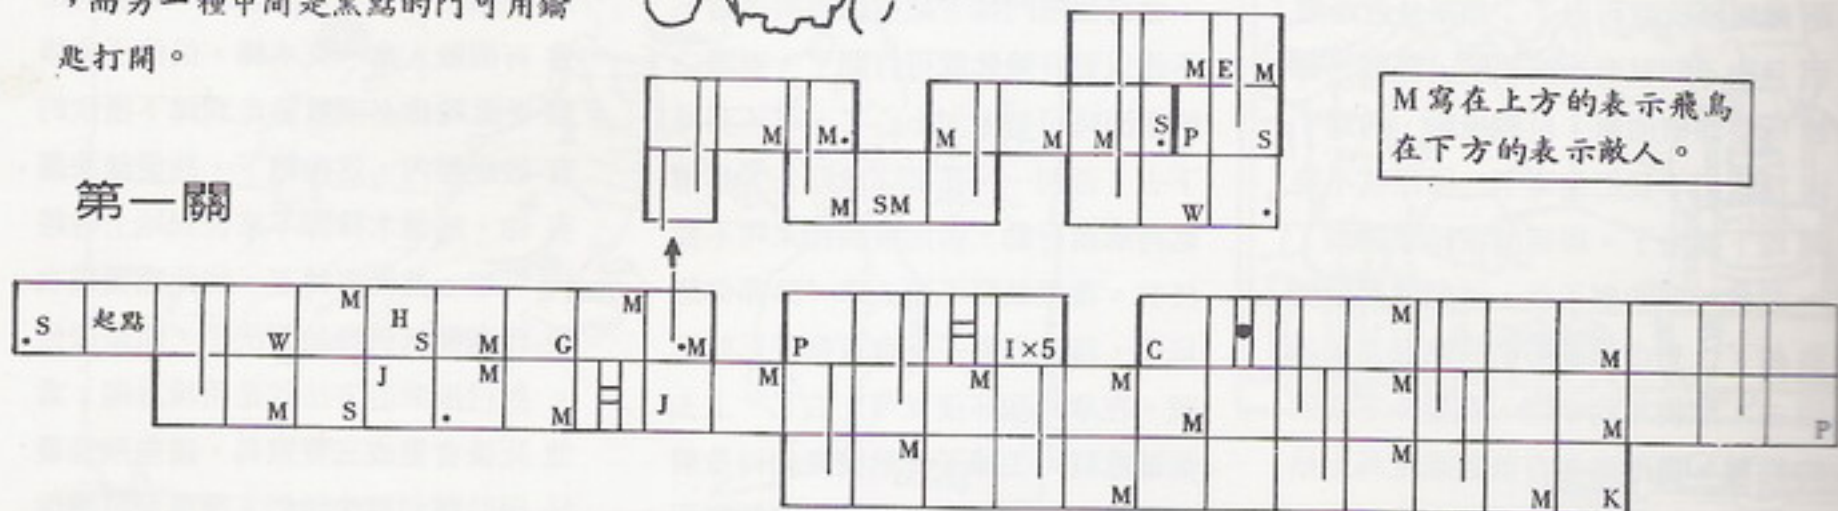 ，而另一種中間是黑點的門可用鑰
匙打開。
M E M
M M. M M M S. P S
M SM W .
M 寫在上方的表示飛鳥
在下方的表示敵人。
第一關
M M M
S 起點 W H S M G .M P I×5 C M
J M M M M M M
M S . M J M M
M M P
M M M K